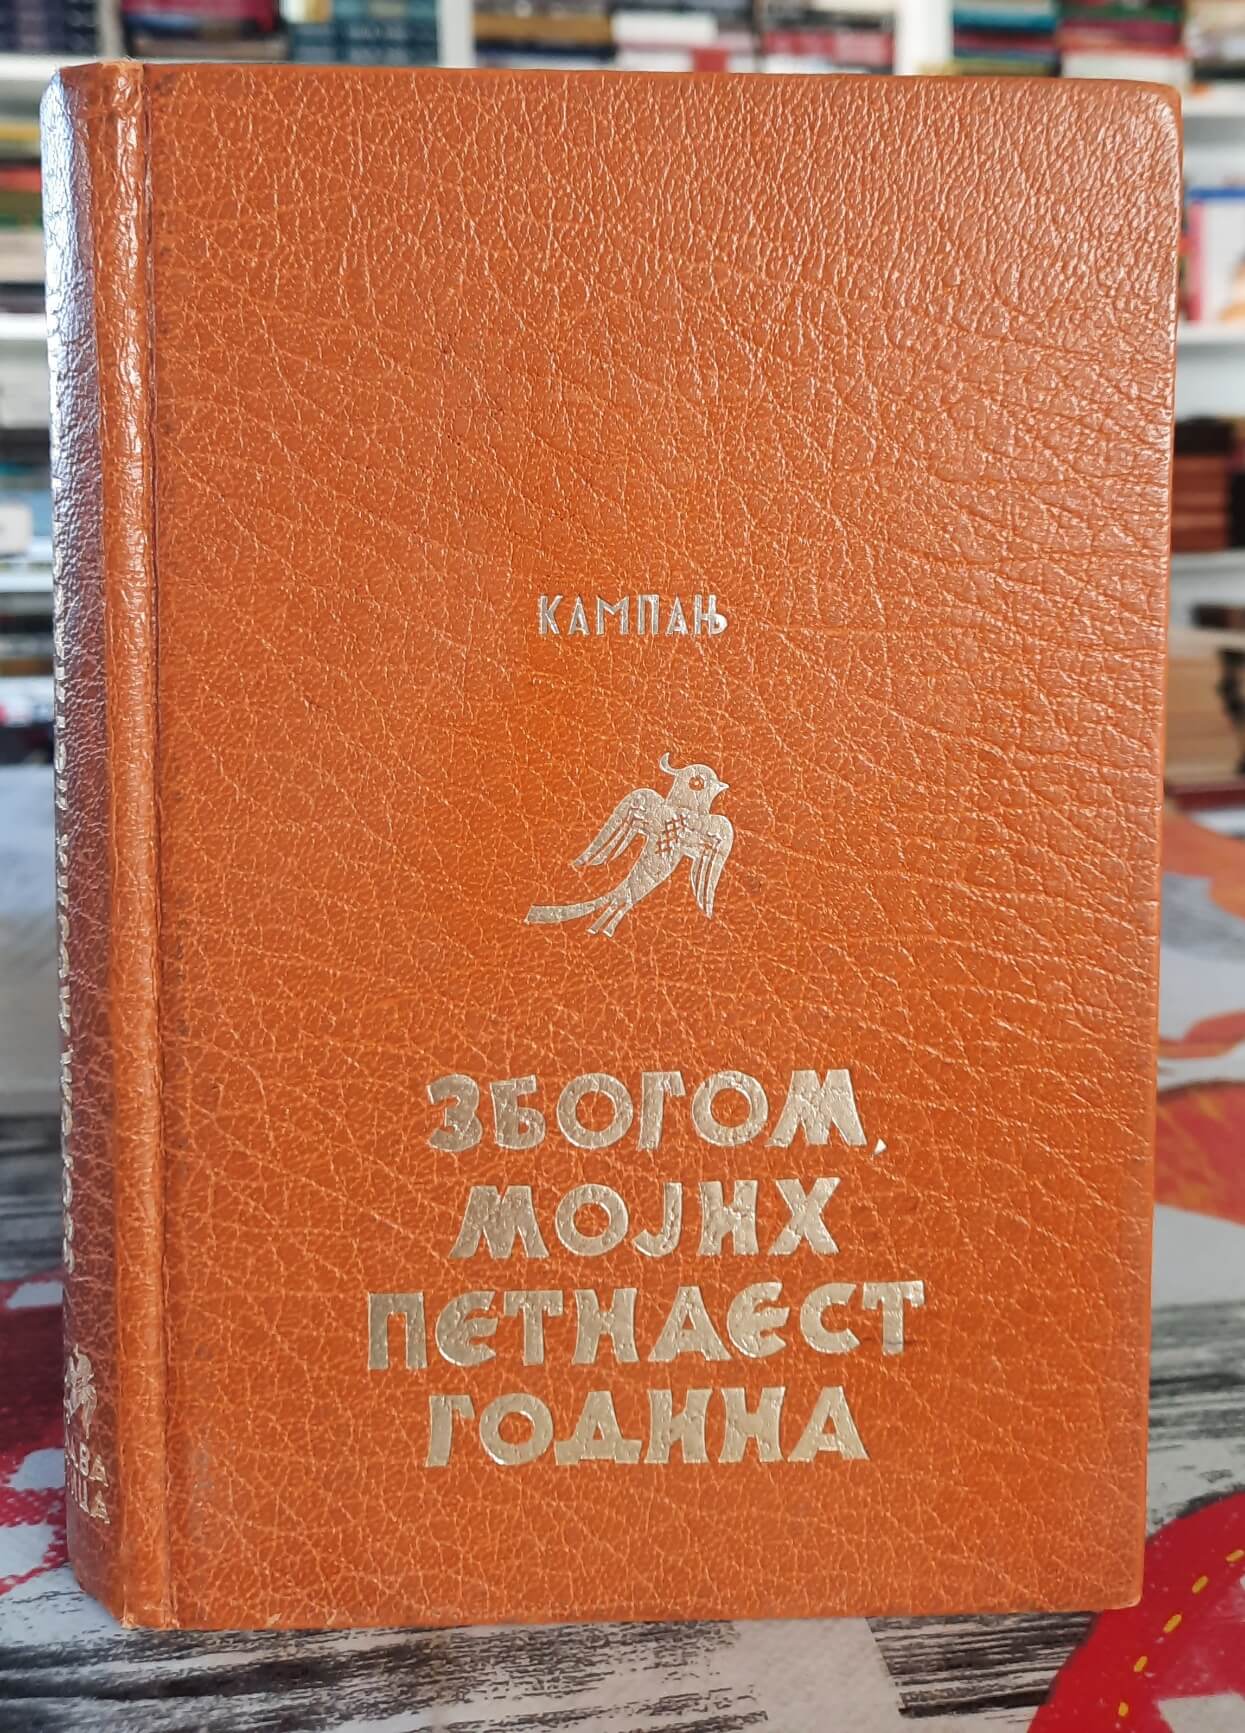 КАМПАЊ
ЗБОГОМ,
МОЈИХ
ПЕТНАЕСТ
ГОДИНА